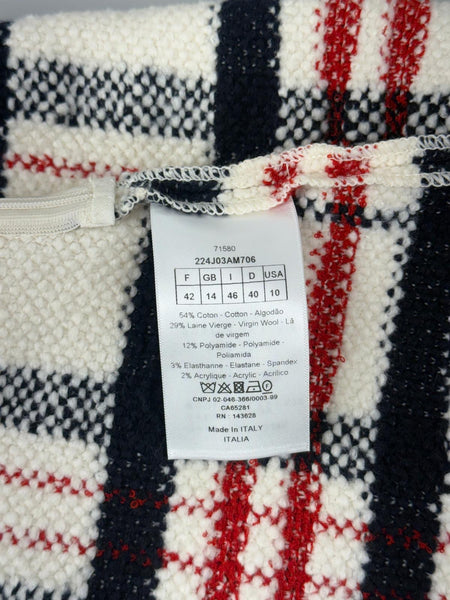 71580
224J03AM706
F GB I D USA
42 14 46 40 10
54% Coton - Cotton - Algodão
29% Laine Vierge - Virgin Wool - Lã
de virgem
12% Polyamide - Polyamide -
Poliamida
3% Elasthanne - Elastane - Spandex
2% Acrylique - Acrylic - Acrílico
CNPJ 02-046-366/0003-99
CA65281
RN : 143628
Made In ITALY
ITALIA